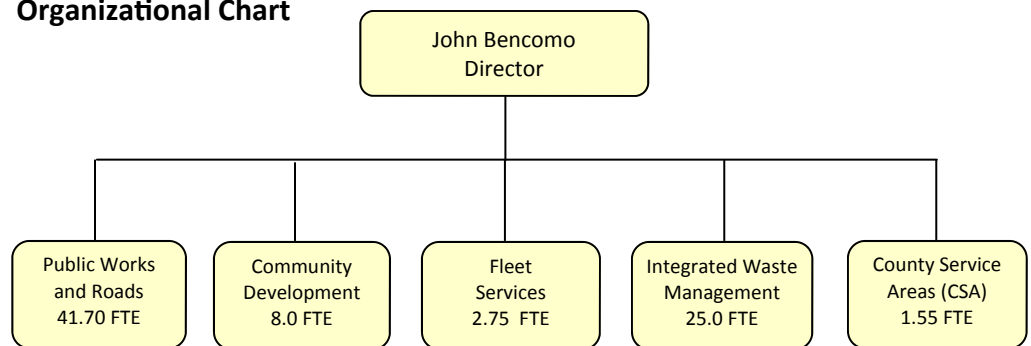 Organizational Chart
John Bencomo
Director
Public Works
and Roads
41.70 FTE
Community
Development
8.0 FTE
Fleet
Services
2.75 FTE
Integrated Waste
Management
25.0 FTE
County Service
Areas (CSA)
1.55 FTE